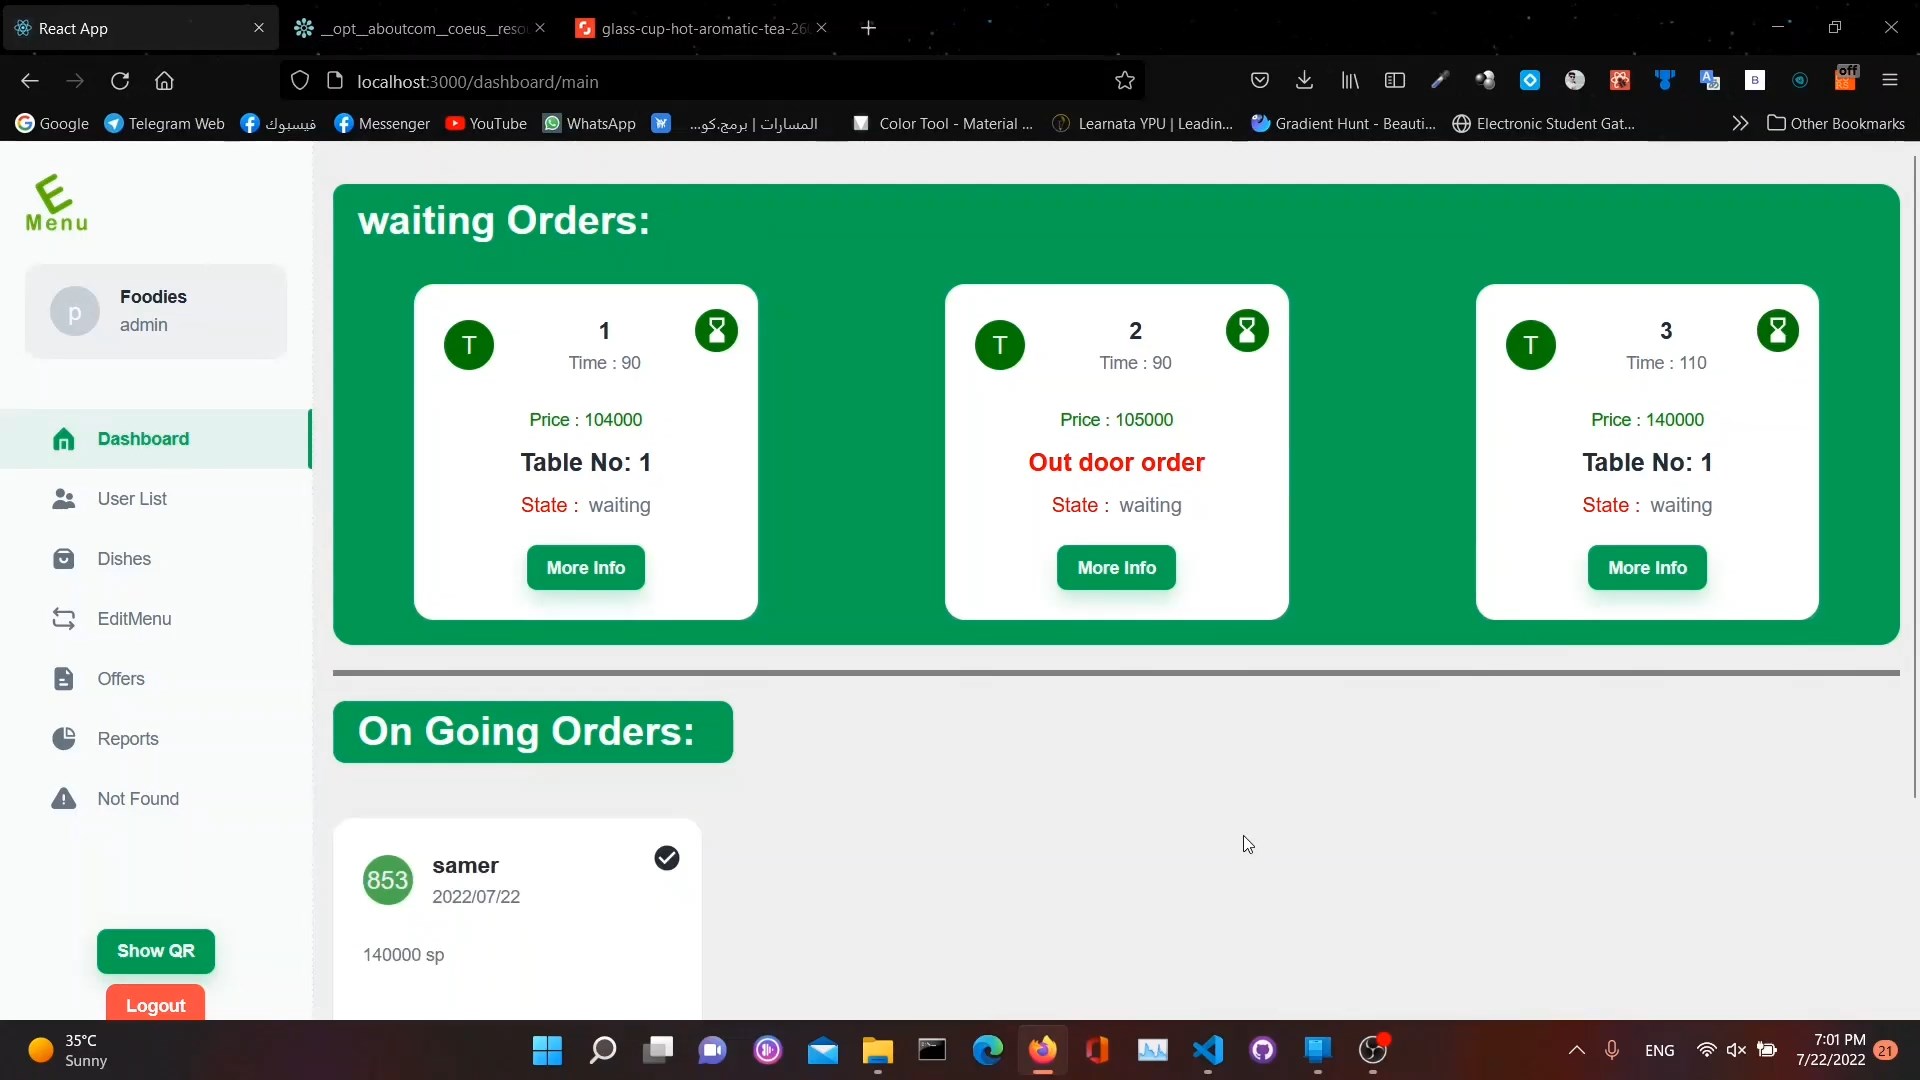 React App
__opt__aboutcom__coeus__reso
glass-cup-hot-aromatic-tea-26
localhost:3000/dashboard/main
off
Google
Telegram Web
فيسبوك
Messenger
YouTube
WhatsApp
المسارات | برمج.كو...
Color Tool - Material ...
Learnata YPU | Leadin...
Gradient Hunt - Beauti...
Electronic Student Gat...
Other Bookmarks
E
Menu
p
Foodies
admin
Dashboard
User List
Dishes
EditMenu
Offers
Reports
Not Found
Show QR
Logout
waiting Orders:
T
1
Time : 90
Price : 104000
Table No: 1
State : waiting
More Info
T
2
Time : 90
Price : 105000
Out door order
State : waiting
More Info
T
3
Time : 110
Price : 140000
Table No: 1
State : waiting
More Info
On Going Orders:
853
samer
2022/07/22
140000 sp
35°C
Sunny
ENG
7:01 PM
7/22/2022
21